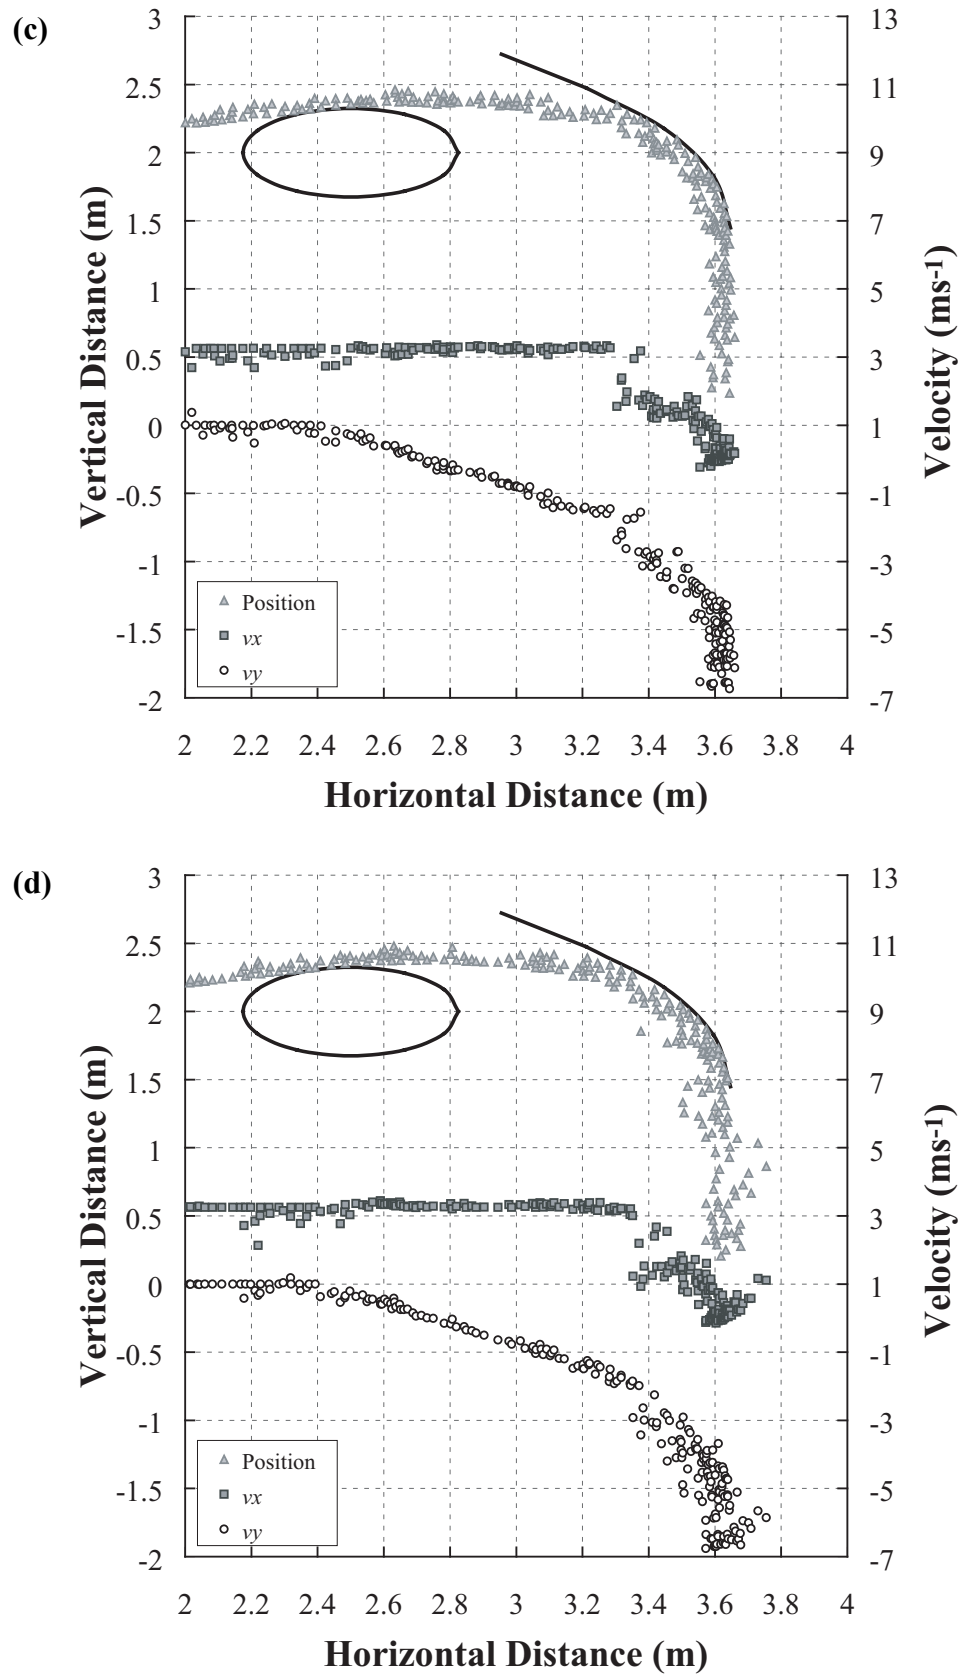 (c)
3
2.5
2
1.5
1
0.5
0
-0.5
-1
-1.5
-2
Vertical Distance (m)
13
11
9
7
5
3
1
-1
-3
-5
-7
Velocity (ms-1)
Position
vx
vy
2 2.2 2.4 2.6 2.8 3 3.2 3.4 3.6 3.8 4
Horizontal Distance (m)
(d)
3
2.5
2
1.5
1
0.5
0
-0.5
-1
-1.5
-2
Vertical Distance (m)
13
11
9
7
5
3
1
-1
-3
-5
-7
Velocity (ms-1)
Position
vx
vy
2 2.2 2.4 2.6 2.8 3 3.2 3.4 3.6 3.8 4
Horizontal Distance (m)